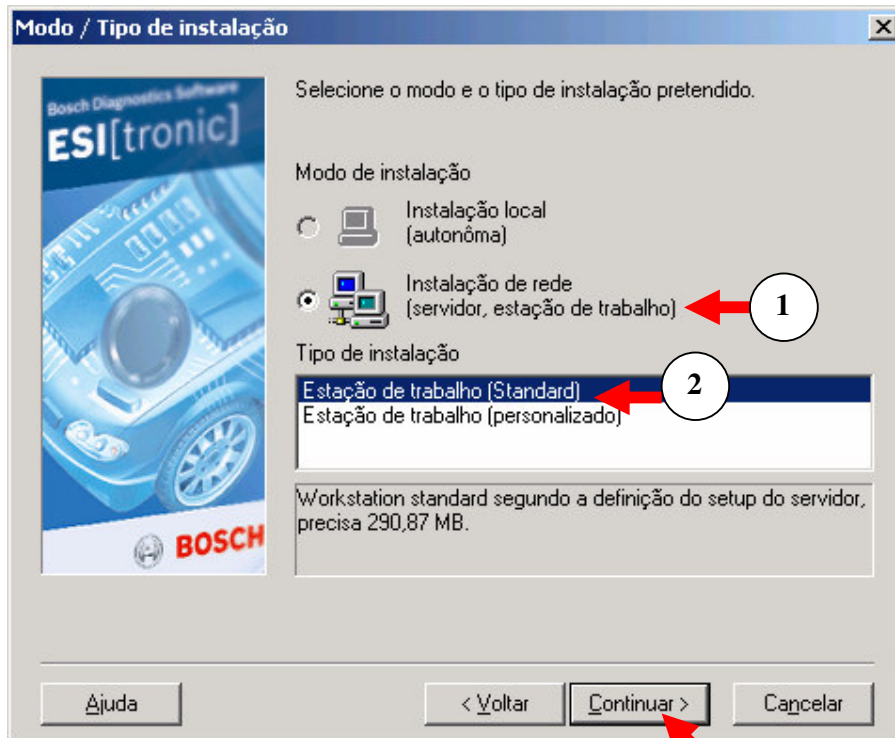 Modo / Tipo de instalação
Bosch Diagnostics Software
ESI[tronic]
Selecione o modo e o tipo de instalação pretendido.
Modo de instalação
Instalação local
(autonôma)
Instalação de rede
(servidor, estação de trabalho)
1
Tipo de instalação
Estação de trabalho (Standard)
2
Estação de trabalho (personalizado)
Workstation standard segundo a definição do setup do servidor,
precisa 290,87 MB.
BOSCH
Ajuda
< Voltar
Continuar >
Cancelar